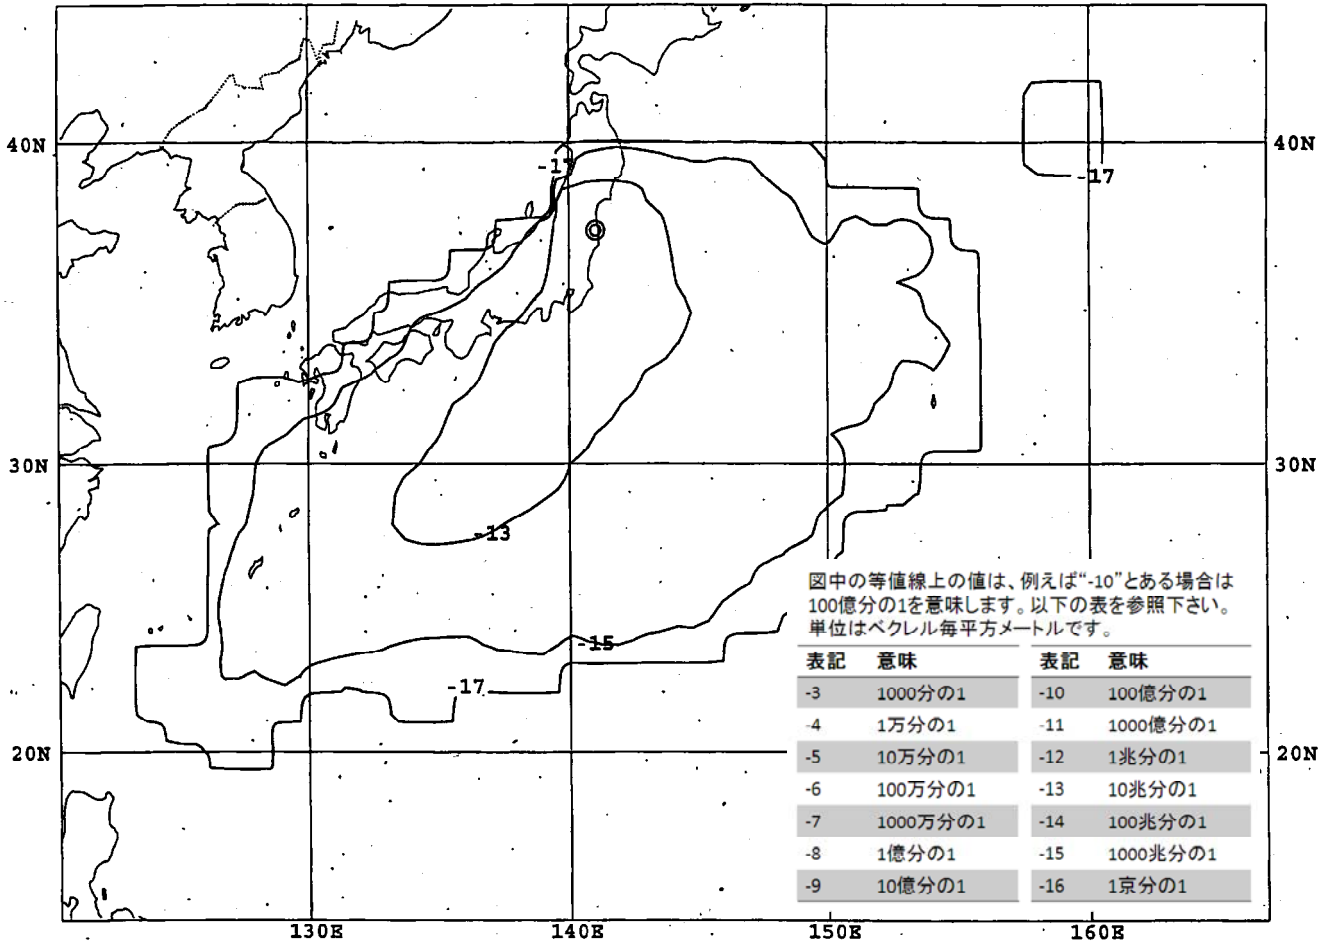 40N
40N
-17
-17
30N
30N
-13
図中の等値線上の値は、例えば“-10”とある場合は
100億分の1を意味します。以下の表を参照下さい。
単位はベクレル毎平方メートルです。
-15
-17
表記 意味 表記 意味
-3 1000分の1 -10 100億分の1
-4 1万分の1 -11 1000億分の1
20N
20N
-5 10万分の1 -12 1兆分の1
-6 100万分の1 -13 10兆分の1
-7 1000万分の1 -14 100兆分の1
-8 1億分の1 -15 1000兆分の1
-9 10億分の1 -16 1京分の1
130E 140E 150E 160E